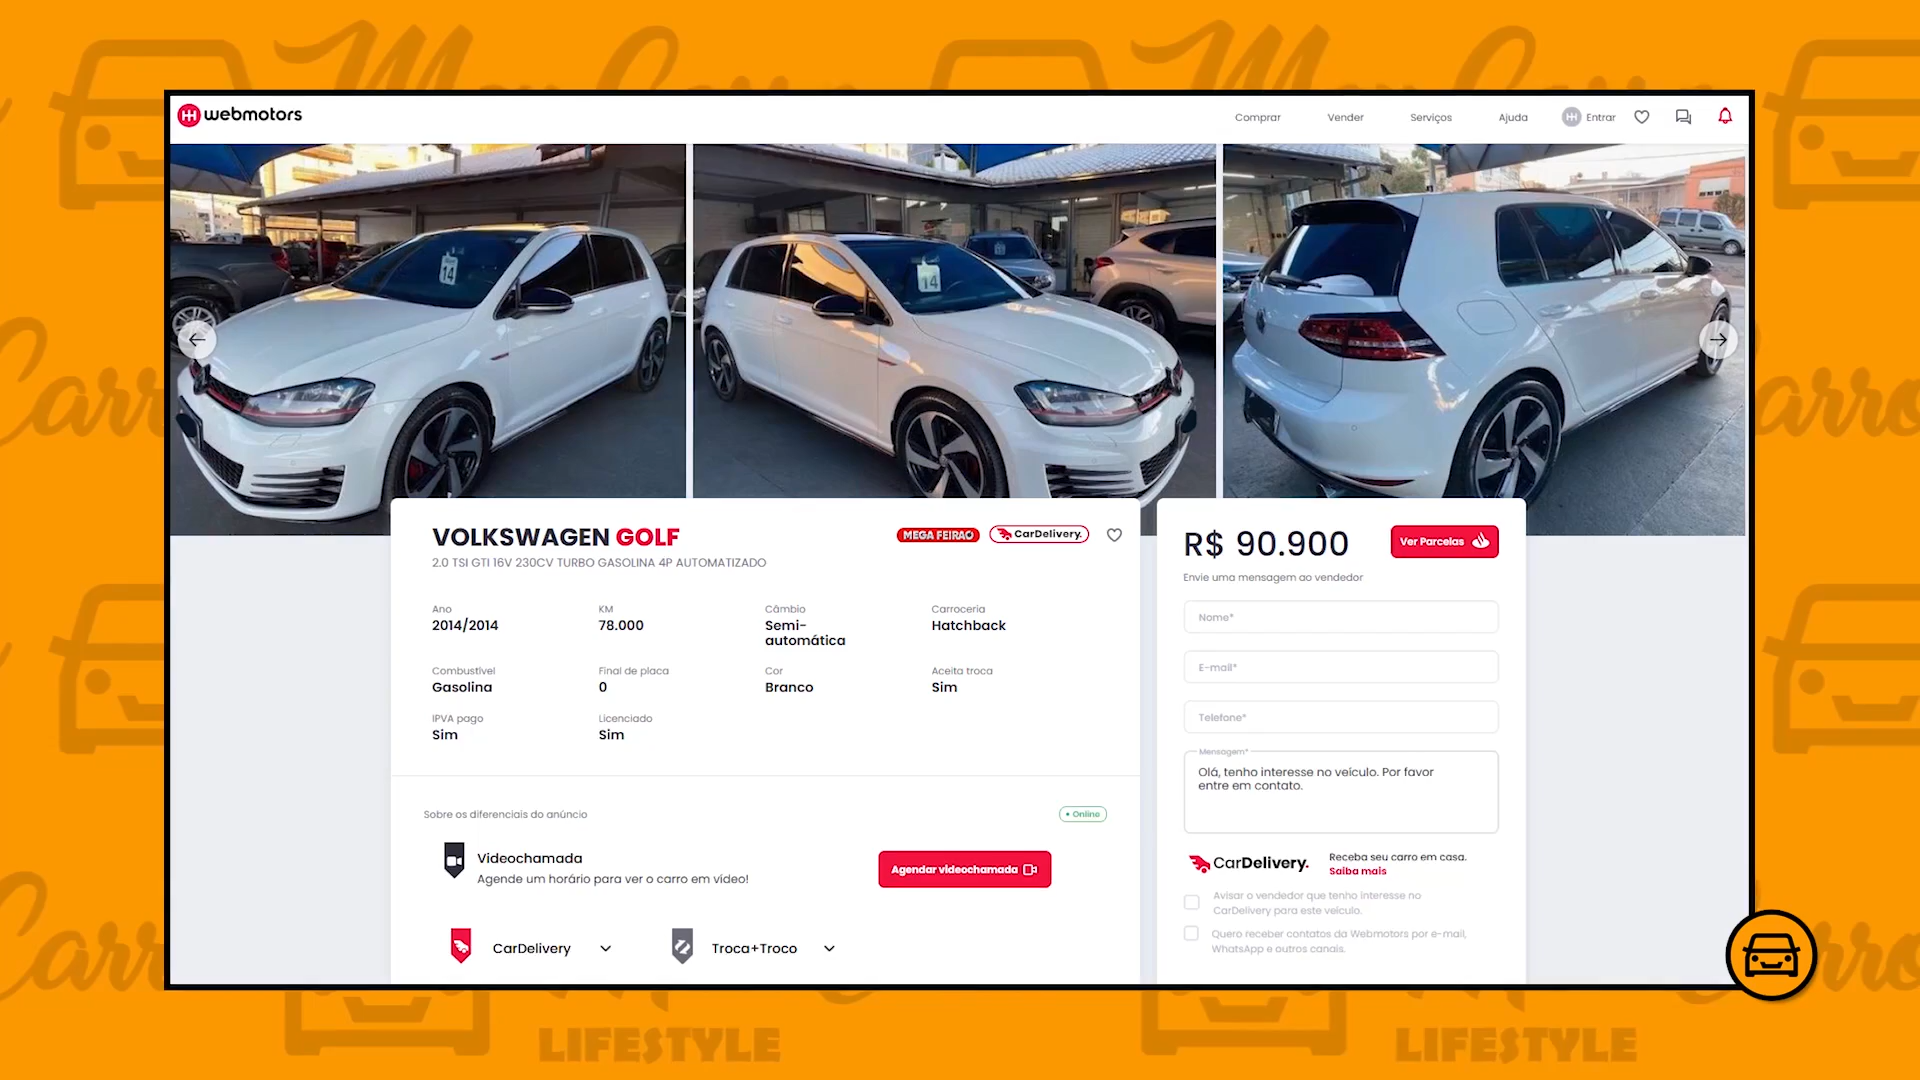 webmotors
Comprar
Vender
Serviços
Ajuda
Entrar
14
14
VOLKSWAGEN GOLF
MEGA FEIRÃO
CarDelivery.
2.0 TSI GTI 16V 230CV TURBO GASOLINA 4P AUTOMATIZADO
Ano
2014/2014
KM
78.000
Câmbio
Semi-
automática
Carroceria
Hatchback
Combustível
Gasolina
Final de placa
0
Cor
Branco
Aceita troca
Sim
IPVA pago
Sim
Licenciado
Sim
Sobre os diferenciais do anúncio
• Online
Videochamada
Agende um horário para ver o carro em vídeo!
Agendar videochamada
CarDelivery
Troca+Troco
R$ 90.900
Ver Parcelas
Envie uma mensagem ao vendedor
Nome*
E-mail*
Telefone*
Mensagem*
Olá, tenho interesse no veículo. Por favor
entre em contato.
CarDelivery.
Receba seu carro em casa.
Saiba mais
Avisar o vendedor que tenho interesse no
CarDelivery para este veículo.
Quero receber contatos da Webmotors por e-mail,
WhatsApp e outros canais.
Carro
LIFESTYLE
LIFESTYLE